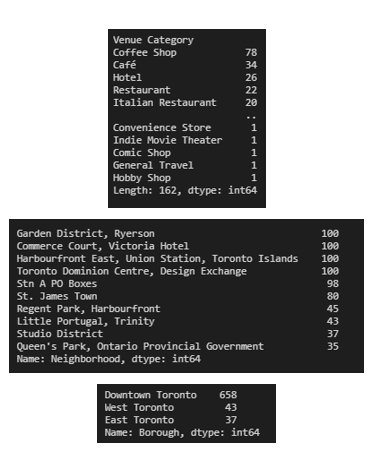 Venue Category
Coffee Shop 78
Café 34
Hotel 26
Restaurant 22
Italian Restaurant 20
..
Convenience Store 1
Indie Movie Theater 1
Comic Shop 1
General Travel 1
Hobby Shop 1
Length: 162, dtype: int64
Garden District, Ryerson 100
Commerce Court, Victoria Hotel 100
Harbourfront East, Union Station, Toronto Islands 100
Toronto Dominion Centre, Design Exchange 100
Stn A PO Boxes 98
St. James Town 80
Regent Park, Harbourfront 45
Little Portugal, Trinity 43
Studio District 37
Queen's Park, Ontario Provincial Government 35
Name: Neighborhood, dtype: int64
Downtown Toronto 658
West Toronto 43
East Toronto 37
Name: Borough, dtype: int64